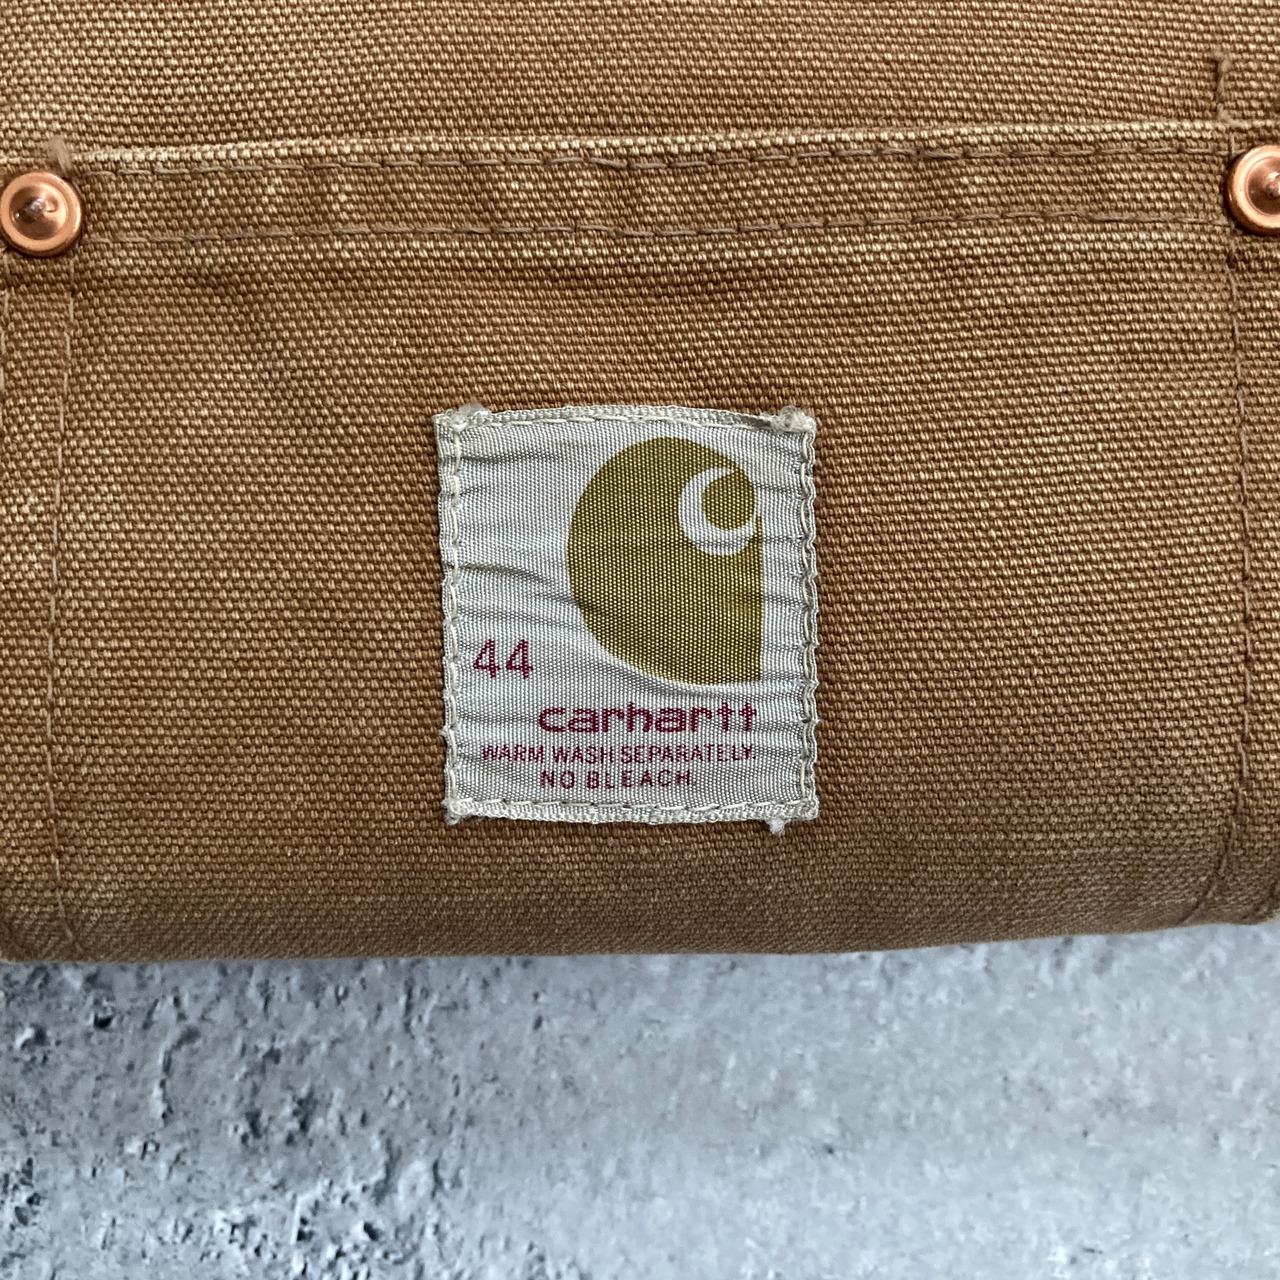 44
carhartt
WARM WASH SEPARATELY.
NO BLEACH.